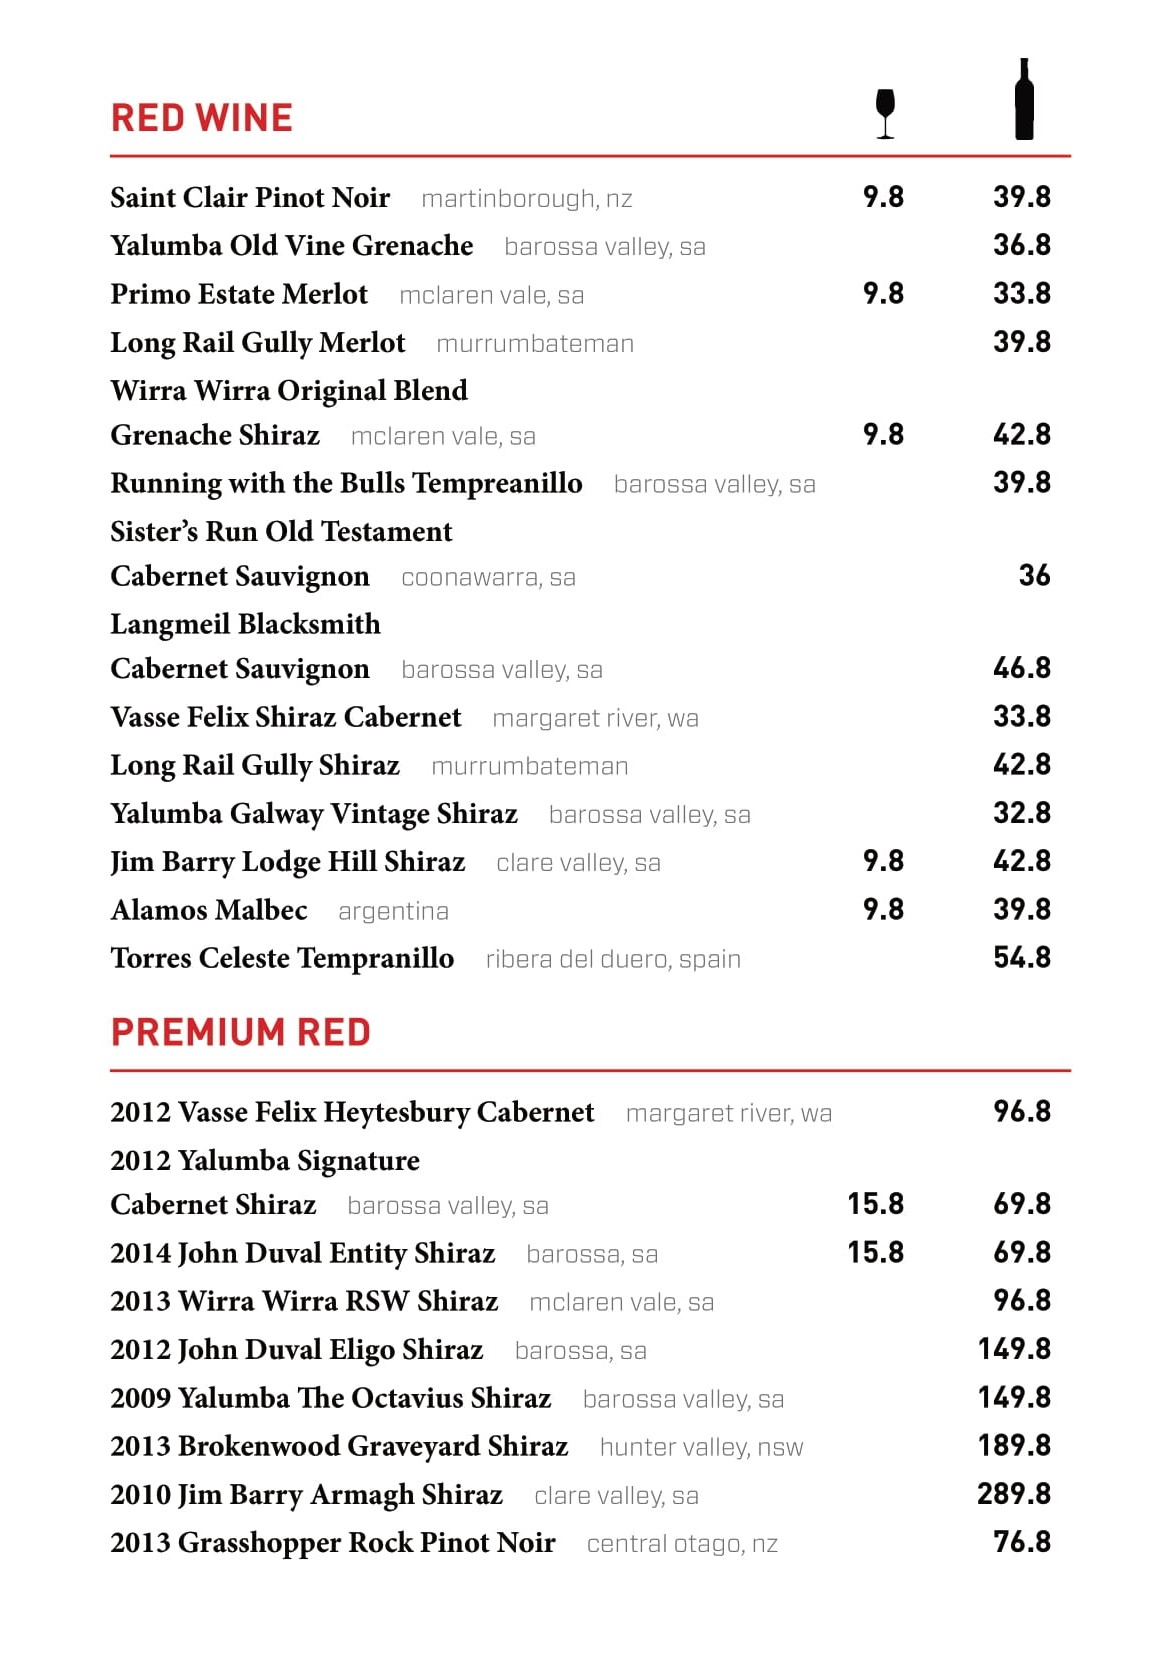 RED WINE
Saint Clair Pinot Noir martinborough, nz 9.8 39.8
Yalumba Old Vine Grenache barossa valley, sa 36.8
Primo Estate Merlot mclaren vale, sa 9.8 33.8
Long Rail Gully Merlot murrumbateman 39.8
Wirra Wirra Original Blend
Grenache Shiraz mclaren vale, sa 9.8 42.8
Running with the Bulls Tempreanillo barossa valley, sa 39.8
Sister’s Run Old Testament
Cabernet Sauvignon coonawarra, sa 36
Langmeil Blacksmith
Cabernet Sauvignon barossa valley, sa 46.8
Vasse Felix Shiraz Cabernet margaret river, wa 33.8
Long Rail Gully Shiraz murrumbateman 42.8
Yalumba Galway Vintage Shiraz barossa valley, sa 32.8
Jim Barry Lodge Hill Shiraz clare valley, sa 9.8 42.8
Alamos Malbec argentina 9.8 39.8
Torres Celeste Tempranillo ribera del duero, spain 54.8
PREMIUM RED
2012 Vasse Felix Heytesbury Cabernet margaret river, wa 96.8
2012 Yalumba Signature
Cabernet Shiraz barossa valley, sa 15.8 69.8
2014 John Duval Entity Shiraz barossa, sa 15.8 69.8
2013 Wirra Wirra RSW Shiraz mclaren vale, sa 96.8
2012 John Duval Eligo Shiraz barossa, sa 149.8
2009 Yalumba The Octavius Shiraz barossa valley, sa 149.8
2013 Brokenwood Graveyard Shiraz hunter valley, nsw 189.8
2010 Jim Barry Armagh Shiraz clare valley, sa 289.8
2013 Grasshopper Rock Pinot Noir central otago, nz 76.8